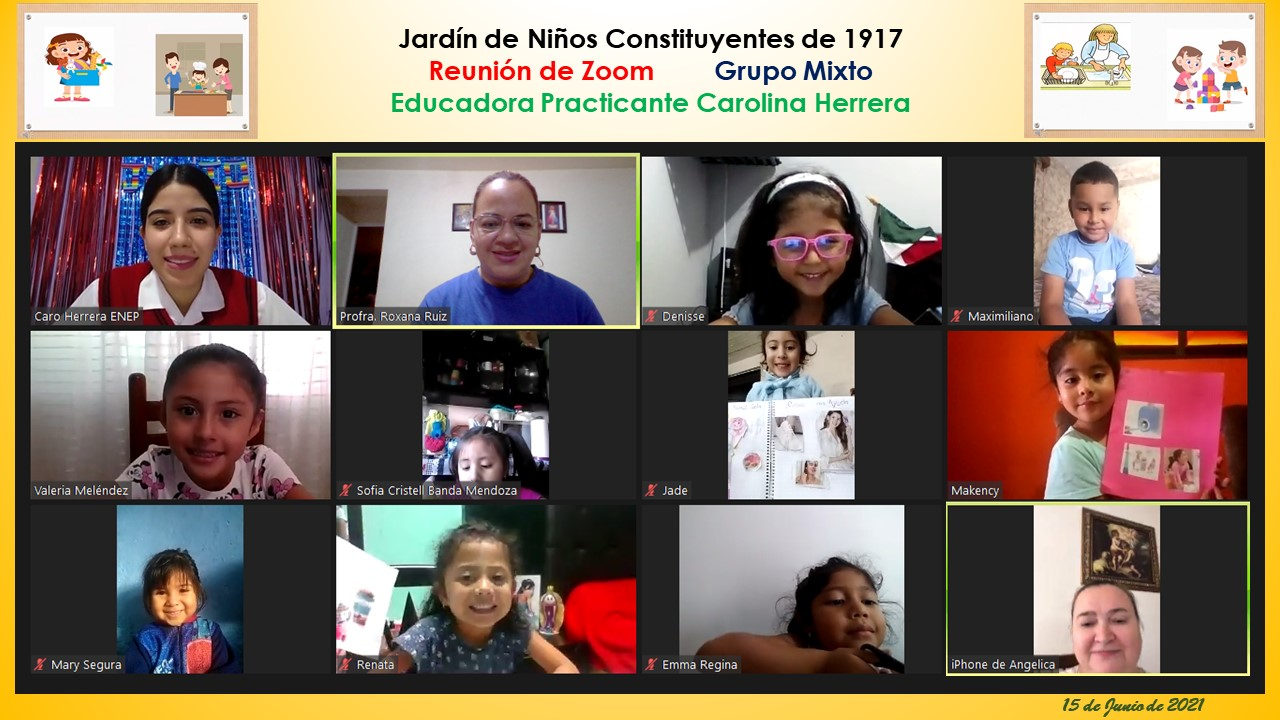 Jardín de Niños Constituyentes de 1917
Reunión de Zoom Grupo Mixto
Educadora Practicante Carolina Herrera
Caro Herrera ENEP
Profra. Roxana Ruiz
Denisse
Maximiliano
Valeria Meléndez
Sofia Cristell Banda Mendoza
Jade
Makency
Mary Segura
Renata
Emma Regina
iPhone de Angelica
15 de Junio de 2021